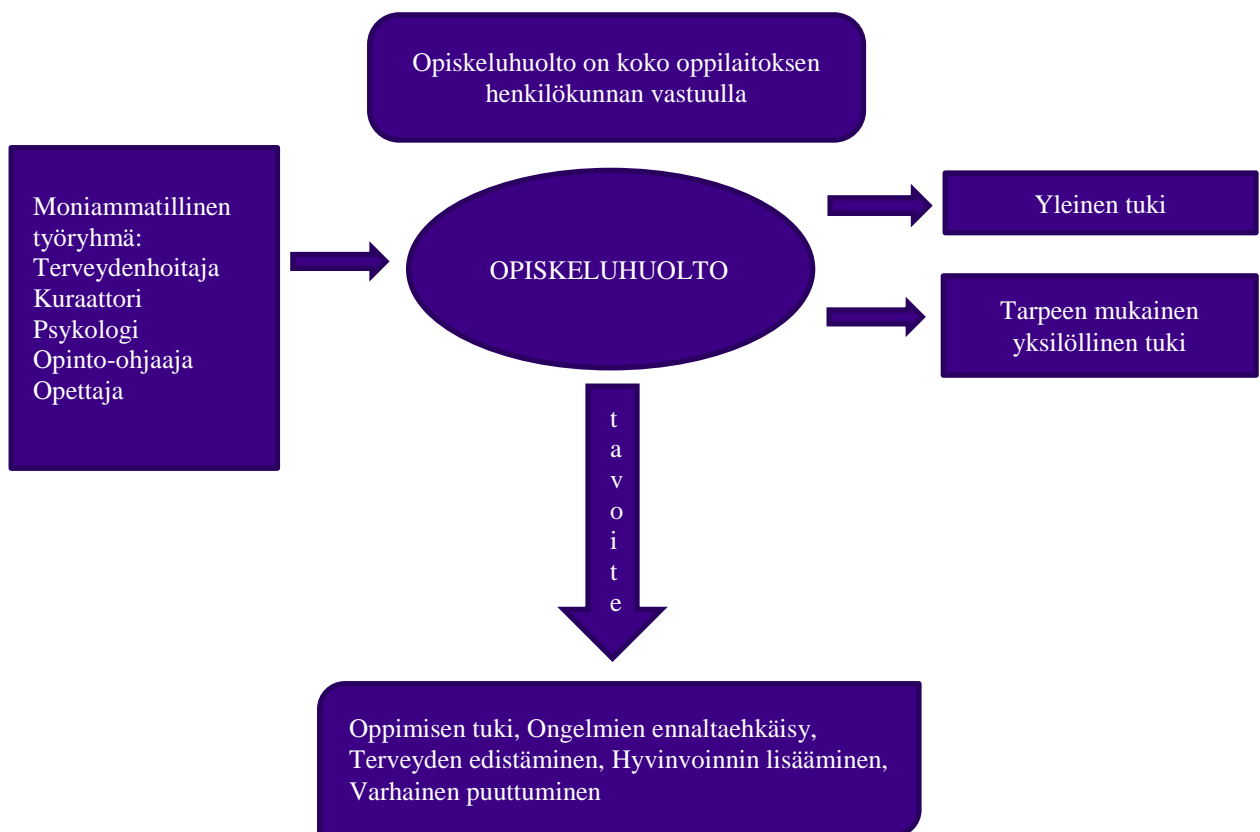 Opiskeluhuolto on koko oppilaitoksen
henkilökunnan vastuulla
Moniammatillinen
työryhmä:
Terveydenhoitaja
Kuraattori
Psykologi
Opinto-ohjaaja
Opettaja
OPISKELUHUOLTO
Yleinen tuki
Tarpeen mukainen
yksilöllinen tuki
tavoite
Oppimisen tuki, Ongelmien ennaltaehkäisy,
Terveyden edistäminen, Hyvinvoinnin lisääminen,
Varhainen puuttuminen